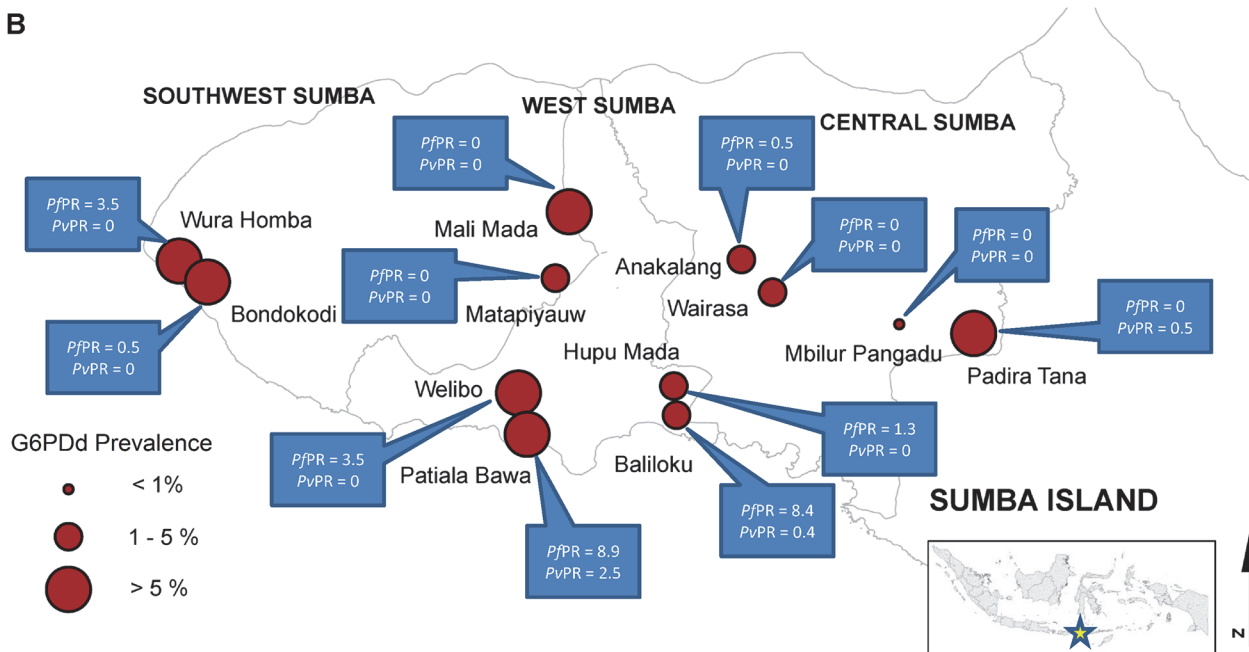 B
SOUTHWEST SUMBA
WEST SUMBA
CENTRAL SUMBA
PfPR = 0
PvPR = 0
PfPR = 0.5
PvPR = 0
PfPR = 3.5
PvPR = 0
Wura Homba
Mali Mada
PfPR = 0
PvPR = 0
PfPR = 0
PvPR = 0
Anakalang
PfPR = 0
PvPR = 0
Bondokodi
Matapiyauw
Wairasa
PfPR = 0
PvPR = 0.5
PfPR = 0.5
PvPR = 0
Hupu Mada
Mbilur Pangadu
Padira Tana
Welibo
G6PDd Prevalence
< 1%
1 - 5 %
> 5 %
PfPR = 3.5
PvPR = 0
Patiala Bawa
Baliloku
PfPR = 1.3
PvPR = 0
PfPR = 8.4
PvPR = 0.4
PfPR = 8.9
PvPR = 2.5
SUMBA ISLAND
N